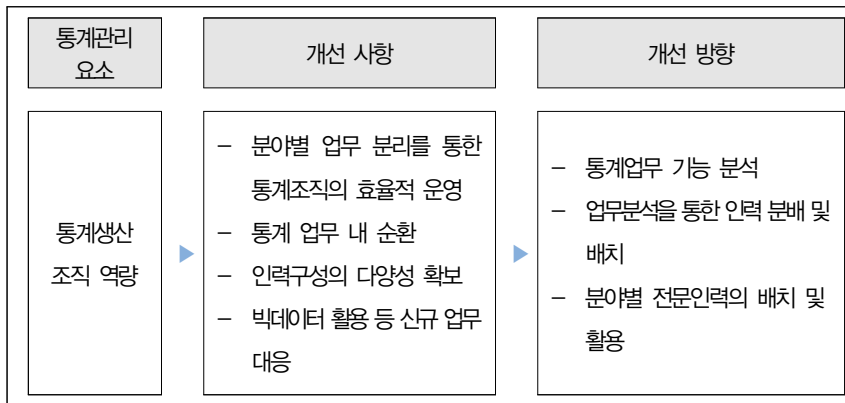 통계관리
요소
개선 사항
개선 방향
통계생산
조직 역량
– 분야별 업무 분리를 통한
통계조직의 효율적 운영
– 통계 업무 내 순환
– 인력구성의 다양성 확보
– 빅데이터 활용 등 신규 업무
대응
– 통계업무 기능 분석
– 업무분석을 통한 인력 분배 및
배치
– 분야별 전문인력의 배치 및
활용